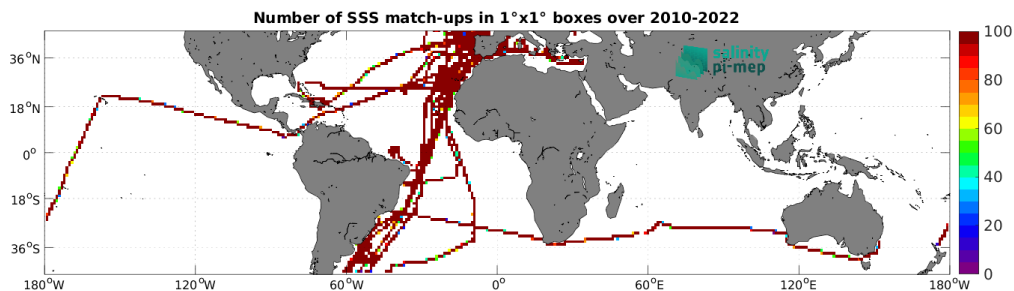 Number of SSS match-ups in 1°x1° boxes over 2010-2022
salinity
pi-mep
36°N
18°N
0°
18°S
36°S
180°W
120°W
60°W
0°
60°E
120°E
180°W
100
80
60
40
20
0